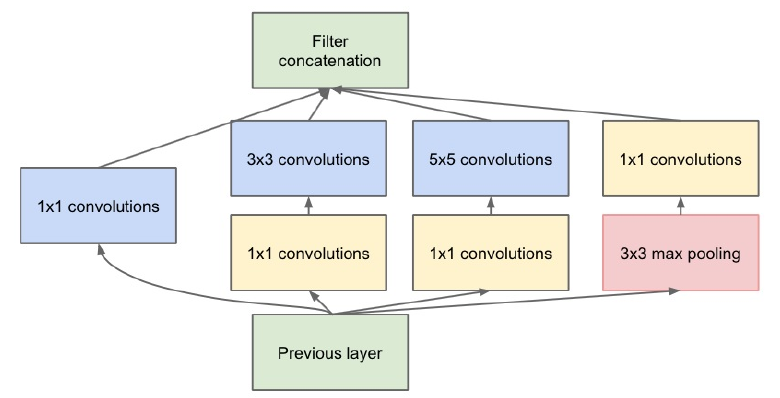 Filter
concatenation
3x3 convolutions
5x5 convolutions
1x1 convolutions
1x1 convolutions
1x1 convolutions
1x1 convolutions
3x3 max pooling
Previous layer